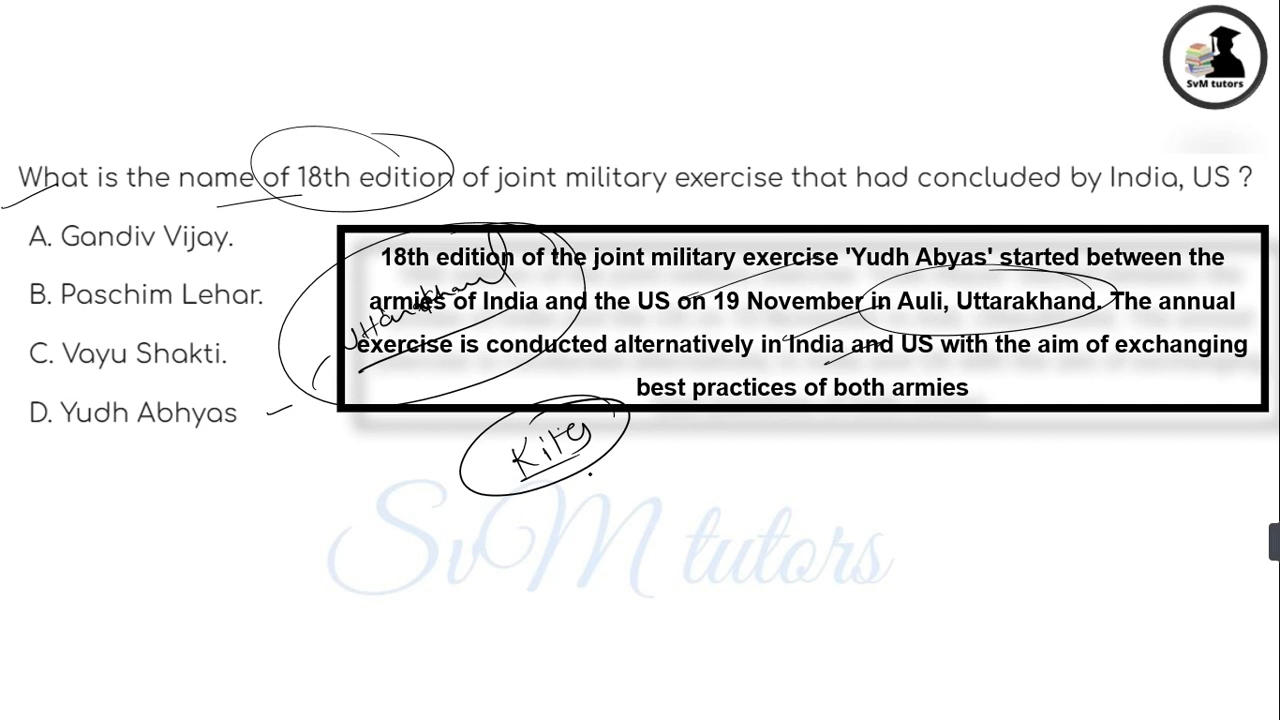 SvM tutors
What is the name of 18th edition of joint military exercise that had concluded by India, US ?
A. Gandiv Vijay.
B. Paschim Lehar.
C. Vayu Shakti.
D. Yudh Abhyas
18th edition of the joint military exercise 'Yudh Abyas' started between the
armies of India and the US on 19 November in Auli, Uttarakhand. The annual
exercise is conducted alternatively in India and US with the aim of exchanging
best practices of both armies
Uttarakhand
SvM tutors